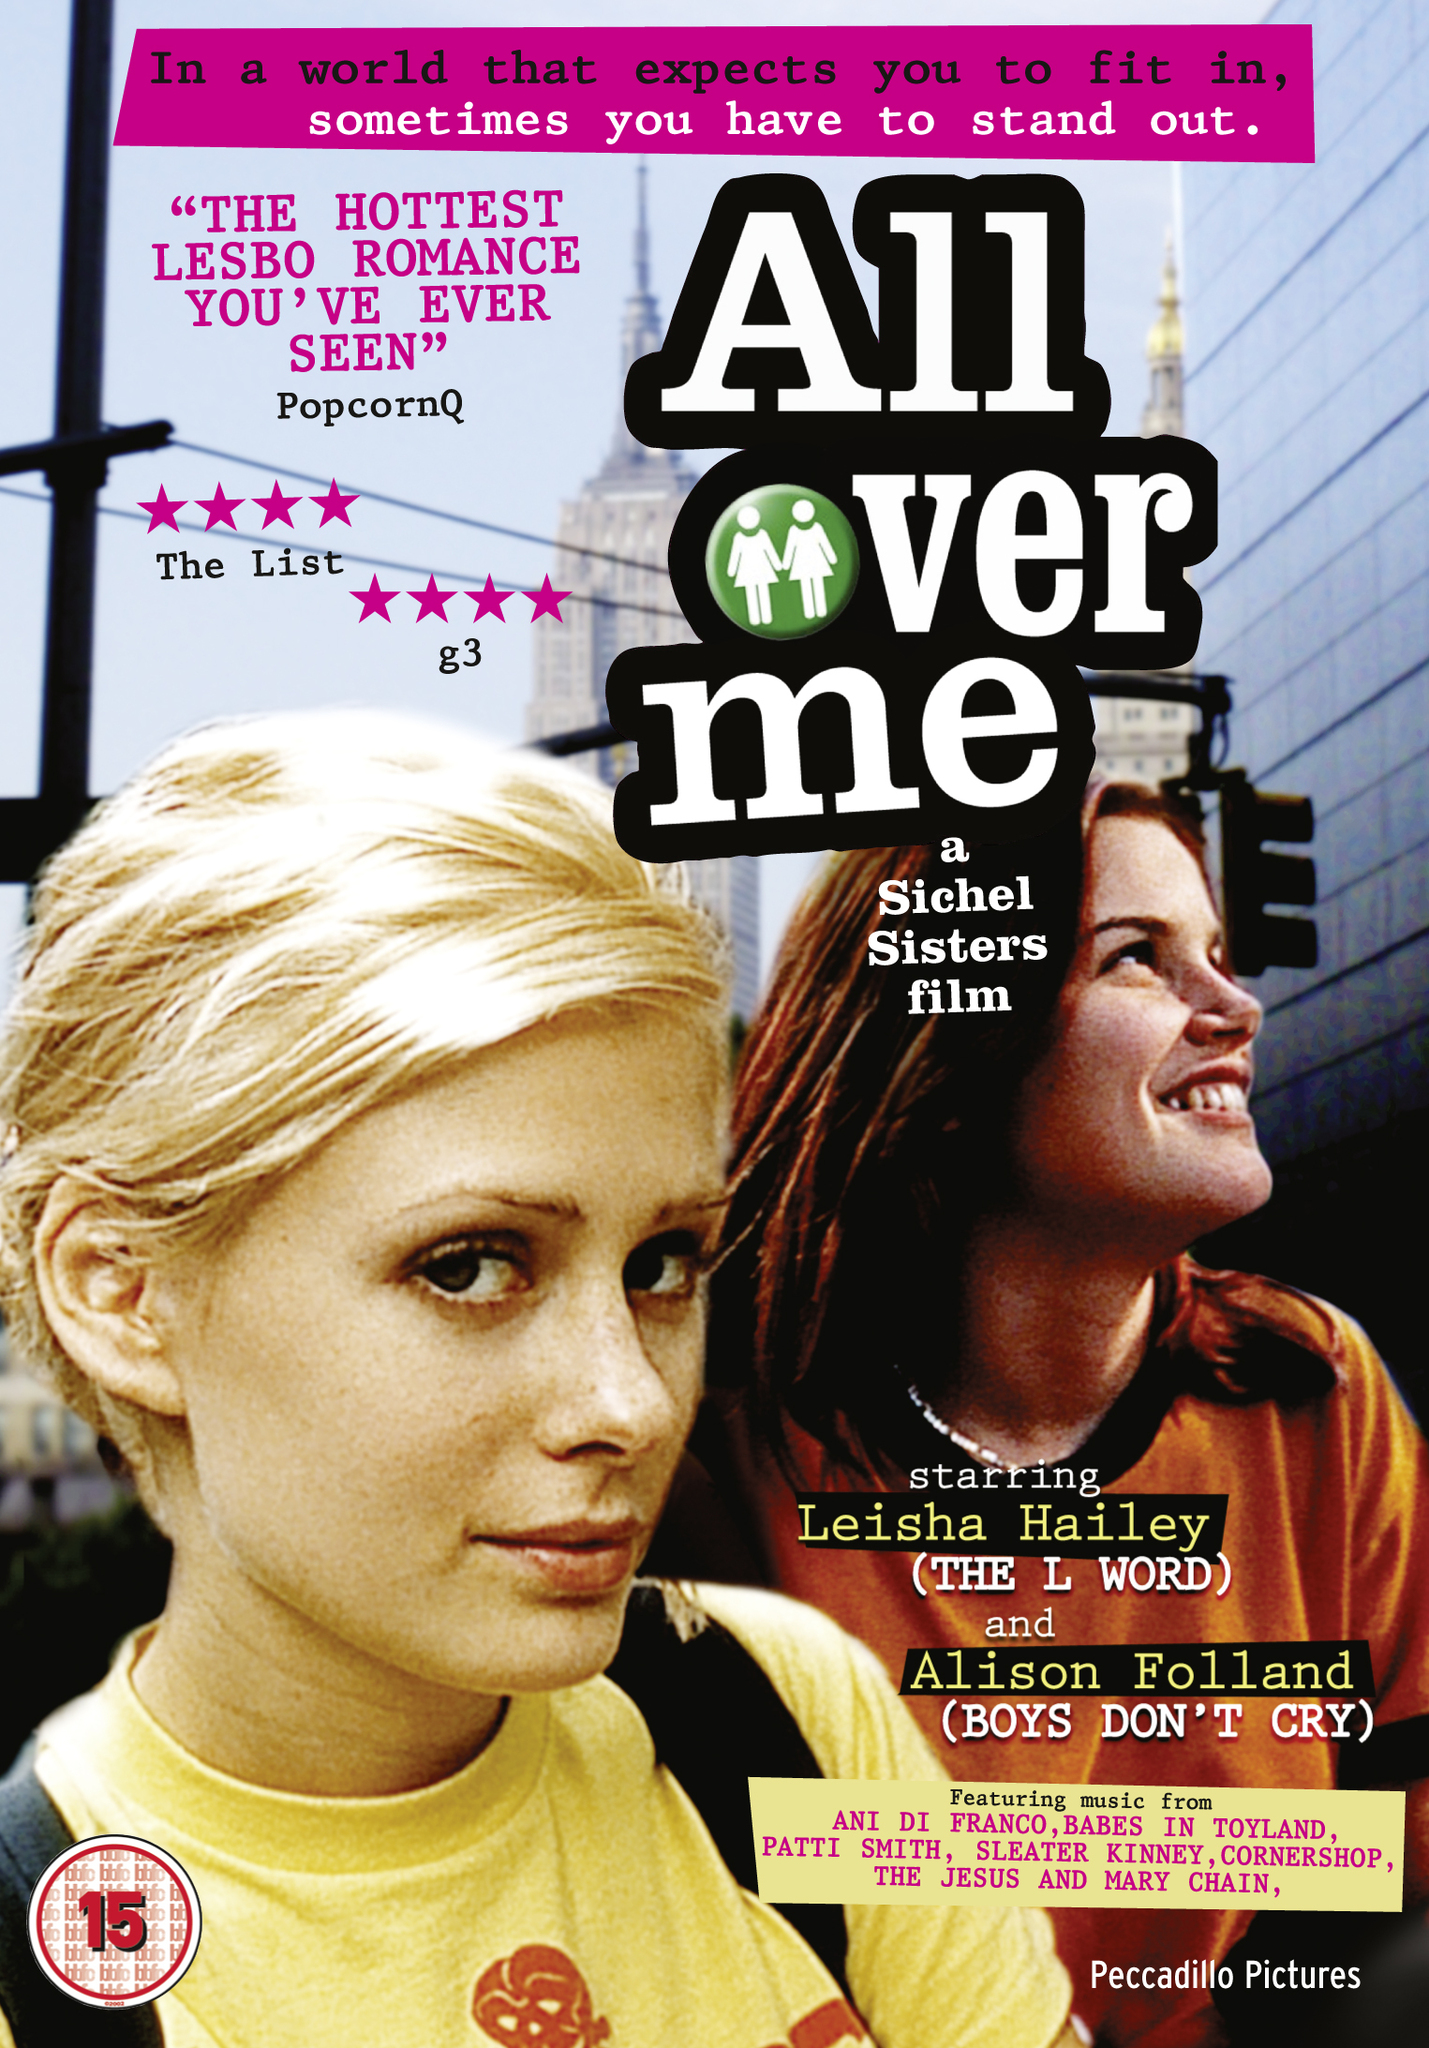 In a world that expects you to fit in,
sometimes you have to stand out.
“THE HOTTEST
LESBO ROMANCE
YOU’VE EVER
SEEN”
PopcornQ
The List
g3
All
over
me
a
Sichel
Sisters
film
starring
Leisha Hailey
(THE L WORD)
and
Alison Folland
(BOYS DON’T CRY)
Featuring music from
ANI DI FRANCO,BABES IN TOYLAND,
PATTI SMITH, SLEATER KINNEY,CORNERSHOP,
THE JESUS AND MARY CHAIN,
15
Peccadillo Pictures